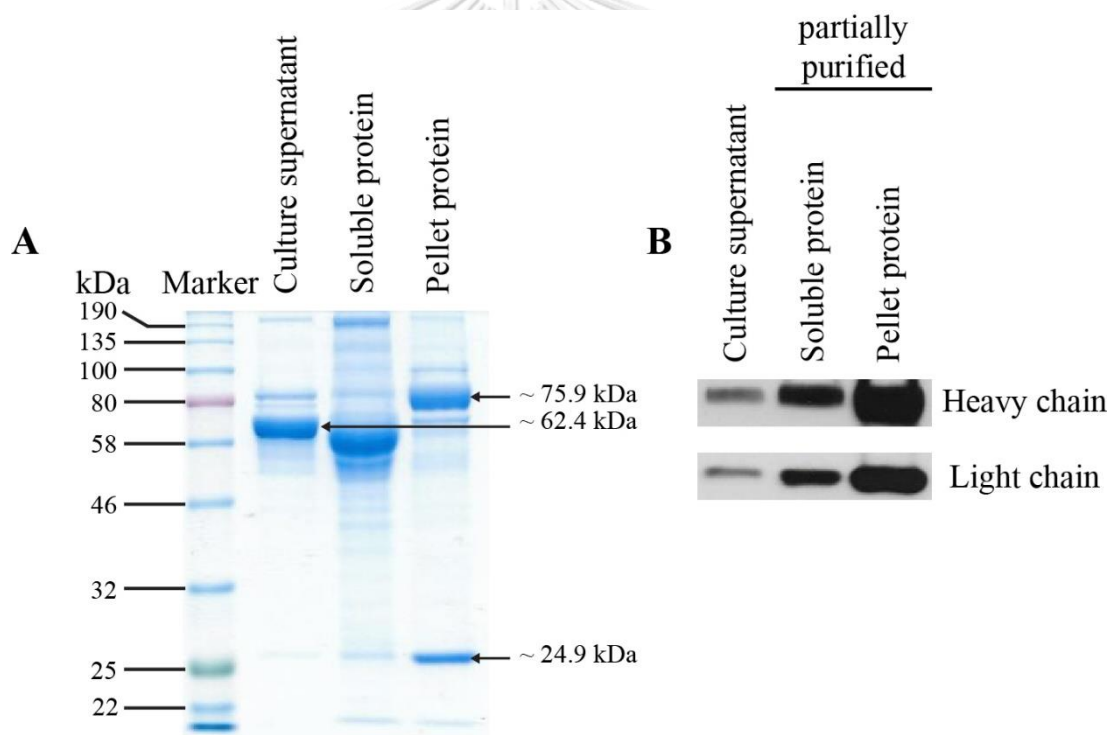 A
kDa
Marker
Culture supernatant
Soluble protein
Pellet protein
190
135
100
80
58
46
32
25
22
~ 75.9 kDa
~ 62.4 kDa
~ 24.9 kDa
B
partially
purified
Culture supernatant
Soluble protein
Pellet protein
Heavy chain
Light chain